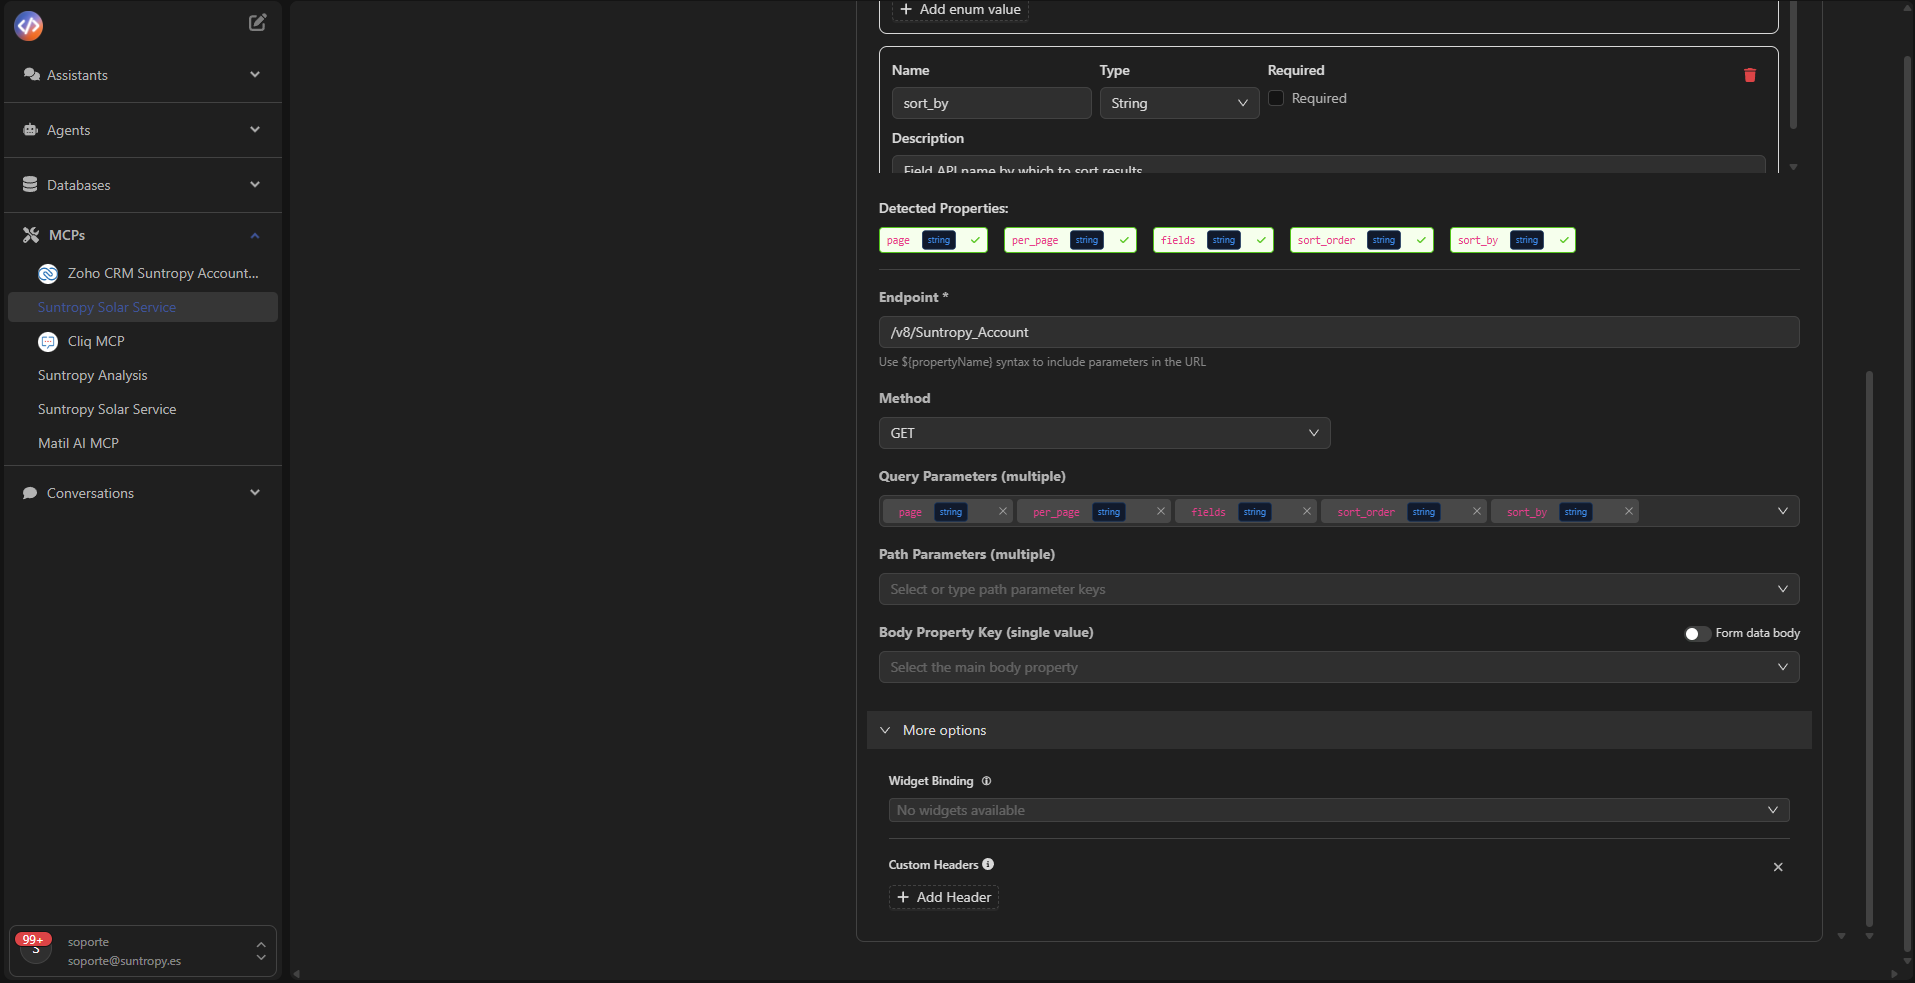 Assistants
Agents
Databases
MCPs
Zoho CRM Suntropy Account...
Suntropy Solar Service
Cliq MCP
Suntropy Analysis
Suntropy Solar Service
Matil AI MCP
Conversations
99+
soporte
soporte@suntropy.es
Add enum value
Name Type Required
sort_by String Required
Description
Field API name by which to sort results
Detected Properties:
page string per_page string fields string sort_order string sort_by string
Endpoint *
/v8/Suntropy_Account
Use ${propertyName} syntax to include parameters in the URL
Method
GET
Query Parameters (multiple)
page string per_page string fields string sort_order string sort_by string
Path Parameters (multiple)
Select or type path parameter keys
Body Property Key (single value) Form data body
Select the main body property
More options
Widget Binding
No widgets available
Custom Headers
Add Header